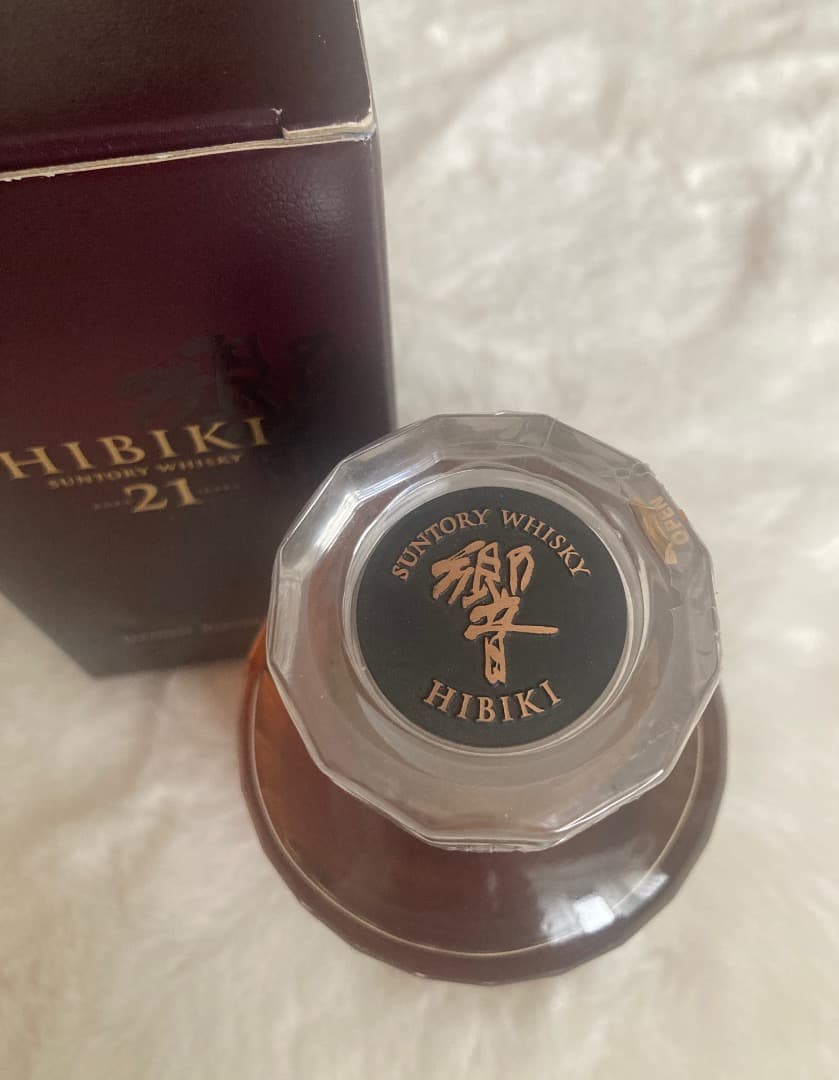 HIBIKI
SUNTORY WHISKY
21
OPEN
SUNTORY WHISKY
響
HIBIKI